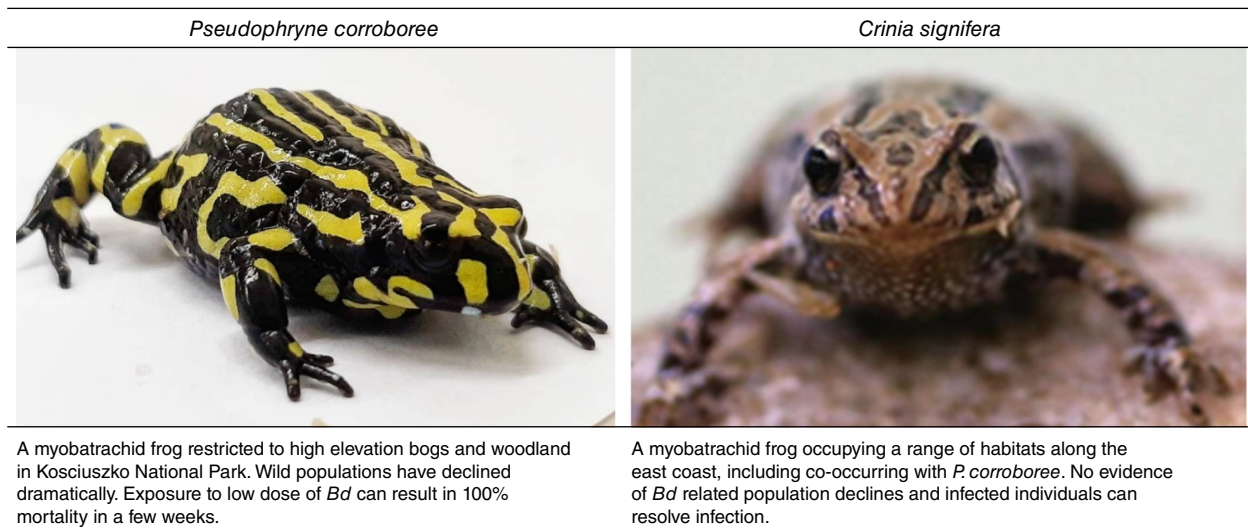 Pseudophryne corroboree
Crinia signifera
A myobatrachid frog restricted to high elevation bogs and woodland
in Kosciuszko National Park. Wild populations have declined
dramatically. Exposure to low dose of Bd can result in 100%
mortality in a few weeks.
A myobatrachid frog occupying a range of habitats along the
east coast, including co-occurring with P. corroboree. No evidence
of Bd related population declines and infected individuals can
resolve infection.